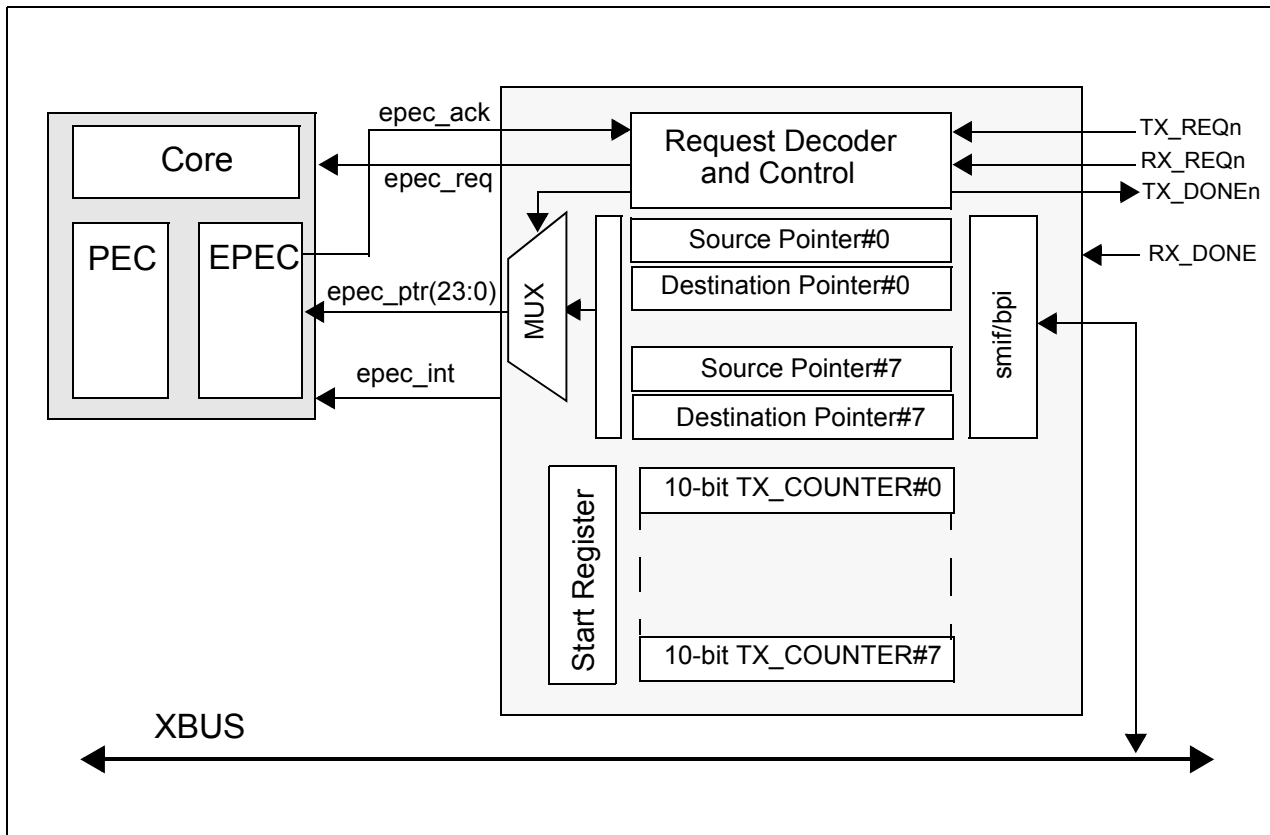 epec_ack
TX_REQn
Core
Request Decoder
and Control
RX_REQn
epec_req
TX_DONEn
PEC
EPEC
Source Pointer#0
RX_DONE
Destination Pointer#0
epec_ptr(23:0)
MUX
smif/bpi
Source Pointer#7
epec_int
Destination Pointer#7
Start Register
10-bit TX_COUNTER#0
10-bit TX_COUNTER#7
XBUS